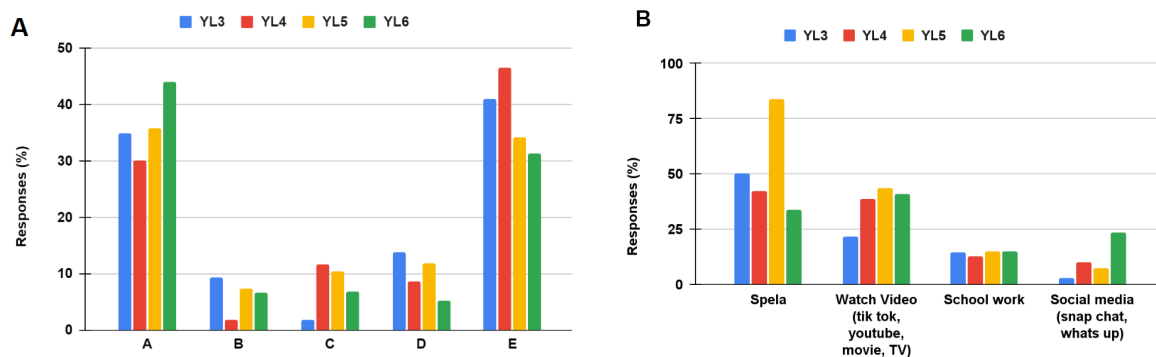 A
YL3 YL4 YL5 YL6
Responses (%)
50
40
30
20
10
0
A B C D E
B
YL3 YL4 YL5 YL6
Responses (%)
100
75
50
25
0
Spela
Watch Video
(tik tok,
youtube,
movie, TV)
School work
Social media
(snap chat,
whats up)